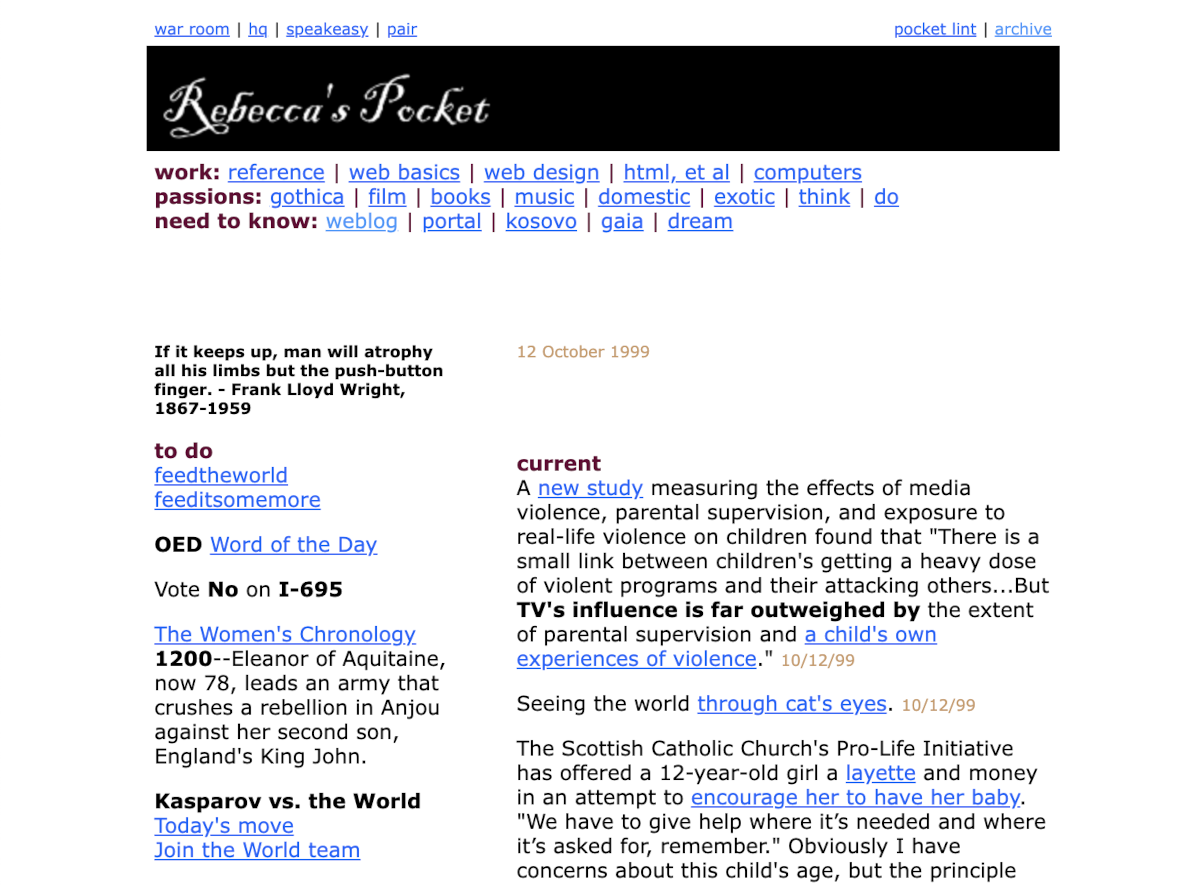 war room | hq | speakeasy | pair
pocket lint | archive
Rebecca's Pocket
work: reference | web basics | web design | html, et al | computers
passions: gothica | film | books | music | domestic | exotic | think | do
need to know: weblog | portal | kosovo | gaia | dream
If it keeps up, man will atrophy
all his limbs but the push-button
finger. - Frank Lloyd Wright,
1867-1959
to do
feedtheworld
feeditsomemore
OED Word of the Day
Vote No on I-695
The Women's Chronology
1200--Eleanor of Aquitaine,
now 78, leads an army that
crushes a rebellion in Anjou
against her second son,
England's King John.
Kasparov vs. the World
Today's move
Join the World team
12 October 1999
current
A new study measuring the effects of media
violence, parental supervision, and exposure to
real-life violence on children found that "There is a
small link between children's getting a heavy dose
of violent programs and their attacking others...But
TV's influence is far outweighed by the extent
of parental supervision and a child's own
experiences of violence." 10/12/99
Seeing the world through cat's eyes. 10/12/99
The Scottish Catholic Church's Pro-Life Initiative
has offered a 12-year-old girl a layette and money
in an attempt to encourage her to have her baby.
"We have to give help where it’s needed and where
it’s asked for, remember." Obviously I have
concerns about this child's age, but the principle